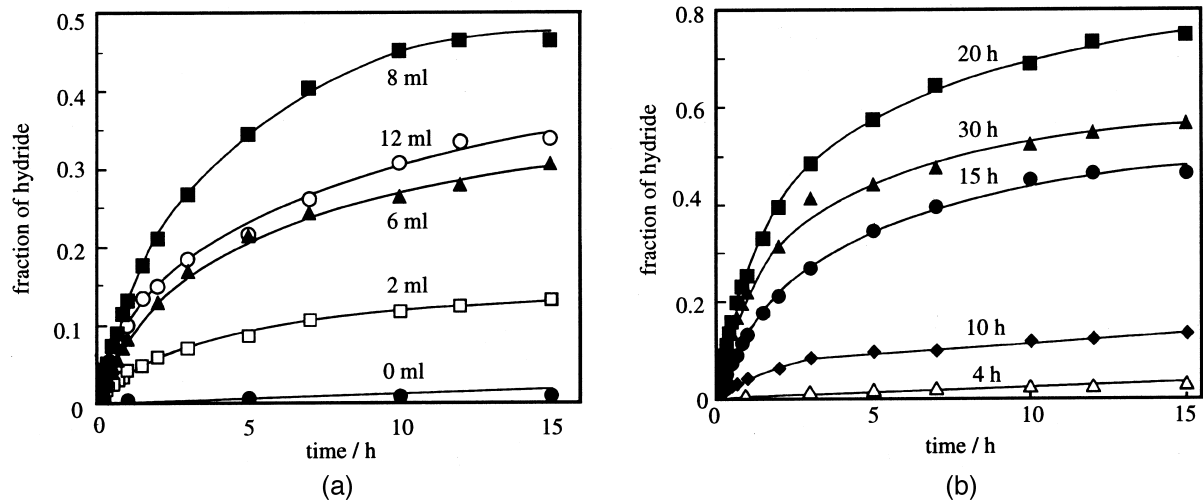 0.5
0.4
0.3
0.2
0.1
0
fraction of hydride
8 ml
12 ml
6 ml
2 ml
0 ml
0 5 10 15
time / h
(a)
0.8
0.6
0.4
0.2
0
fraction of hydride
20 h
30 h
15 h
10 h
4 h
0 5 10 15
time / h
(b)